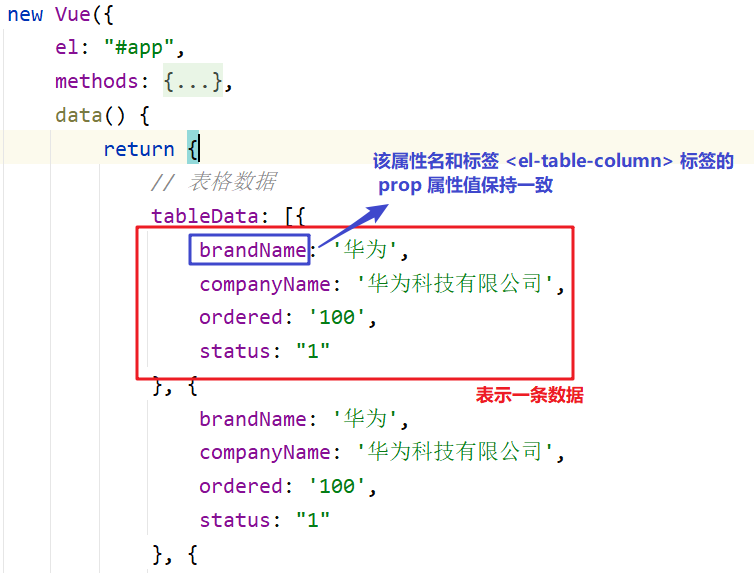 new Vue({
el: "#app",
methods: {...},
data() {
return {
该属性名和标签 <el-table-column> 标签的
prop 属性值保持一致
// 表格数据
tableData: [{
brandName: '华为',
companyName: '华为科技有限公司',
ordered: '100',
status: "1"
}, {
表示一条数据
brandName: '华为',
companyName: '华为科技有限公司',
ordered: '100',
status: "1"
}, {